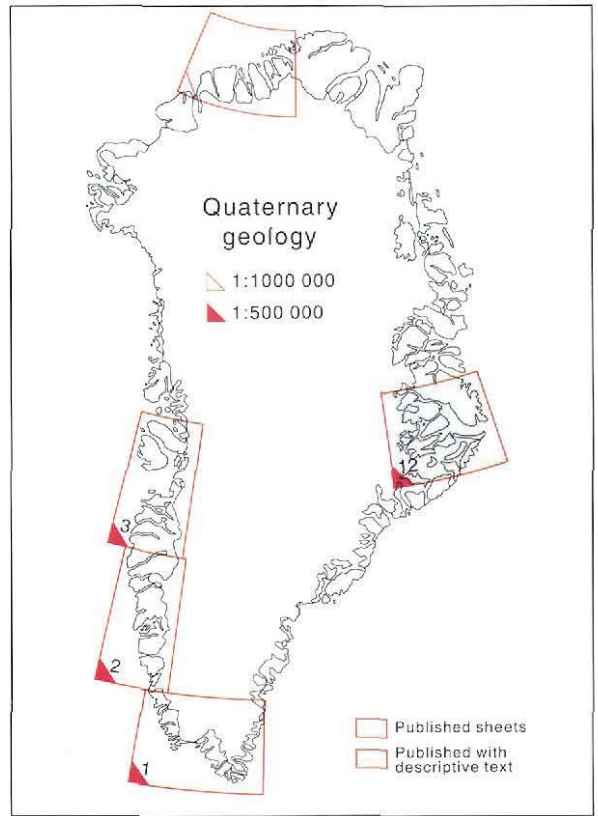 Quaternary
geology
1:1000 000
1:500 000
12
3
2
1
Published sheets
Published with
descriptive text